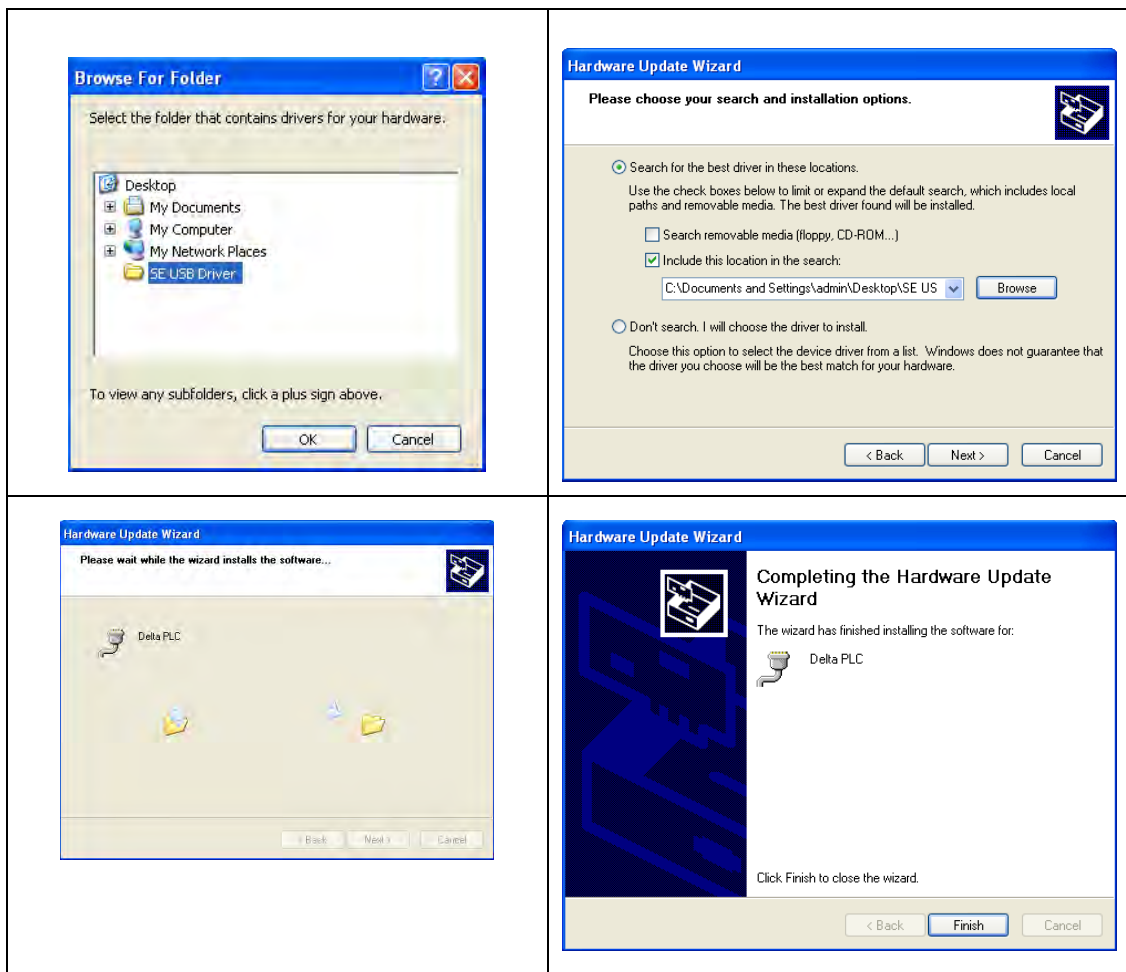 Browse For Folder
Select the folder that contains drivers for your hardware.
Desktop
My Documents
My Computer
My Network Places
SE USB Driver
To view any subfolders, click a plus sign above.
OK Cancel
Hardware Update Wizard
Please choose your search and installation options.
Search for the best driver in these locations.
Use the check boxes below to limit or expand the default search, which includes local
paths and removable media. The best driver found will be installed.
Search removable media (floppy, CD-ROM...)
Include this location in the search:
C:\Documents and Settings\admin\Desktop\SE US Browse
Don't search. I will choose the driver to install.
Choose this option to select the device driver from a list. Windows does not guarantee that
the driver you choose will be the best match for your hardware.
< Back Next > Cancel
Hardware Update Wizard
Please wait while the wizard installs the software...
Delta PLC
< Back Next > Cancel
Hardware Update Wizard
Completing the Hardware Update
Wizard
The wizard has finished installing the software for:
Delta PLC
Click Finish to close the wizard.
< Back Finish Cancel